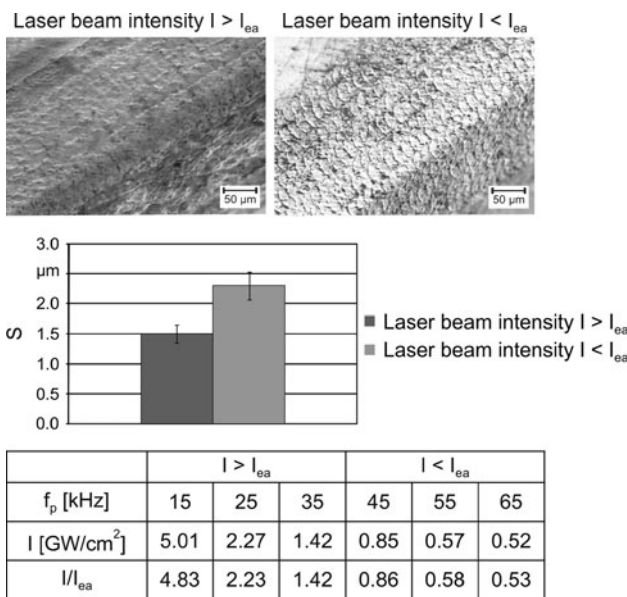 Laser beam intensity I > Iea
Laser beam intensity I < Iea
50 µm
50 µm
3.0
µm
2.0
1.5
1.0
0.5
0.0
S
Laser beam intensity I > Iea
Laser beam intensity I < Iea
I > Iea I < Iea
fp [kHz] 15 25 35 45 55 65
I [GW/cm²] 5.01 2.27 1.42 0.85 0.57 0.52
I/Iea 4.83 2.23 1.42 0.86 0.58 0.53